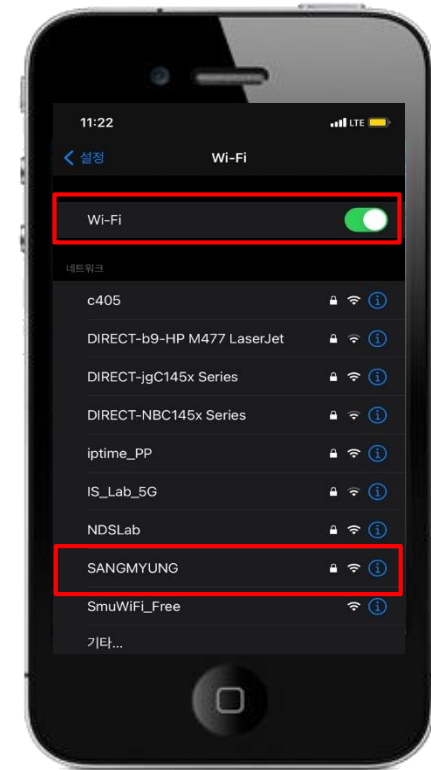 11:22 LTE
설정 Wi-Fi
Wi-Fi
네트워크
c405
DIRECT-b9-HP M477 LaserJet
DIRECT-jgC145x Series
DIRECT-NBC145x Series
iptime_PP
IS_Lab_5G
NDSLab
SANGMYUNG
SmuWiFi_Free
기타...